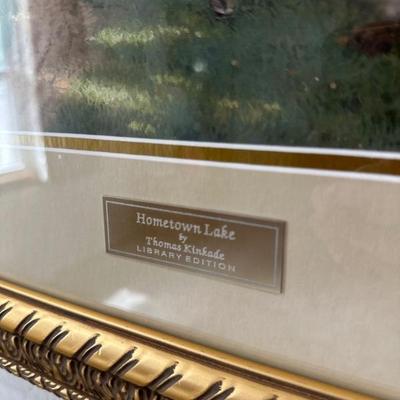 Hometown Lake
by
Thomas Kinkade
LIBRARY EDITION